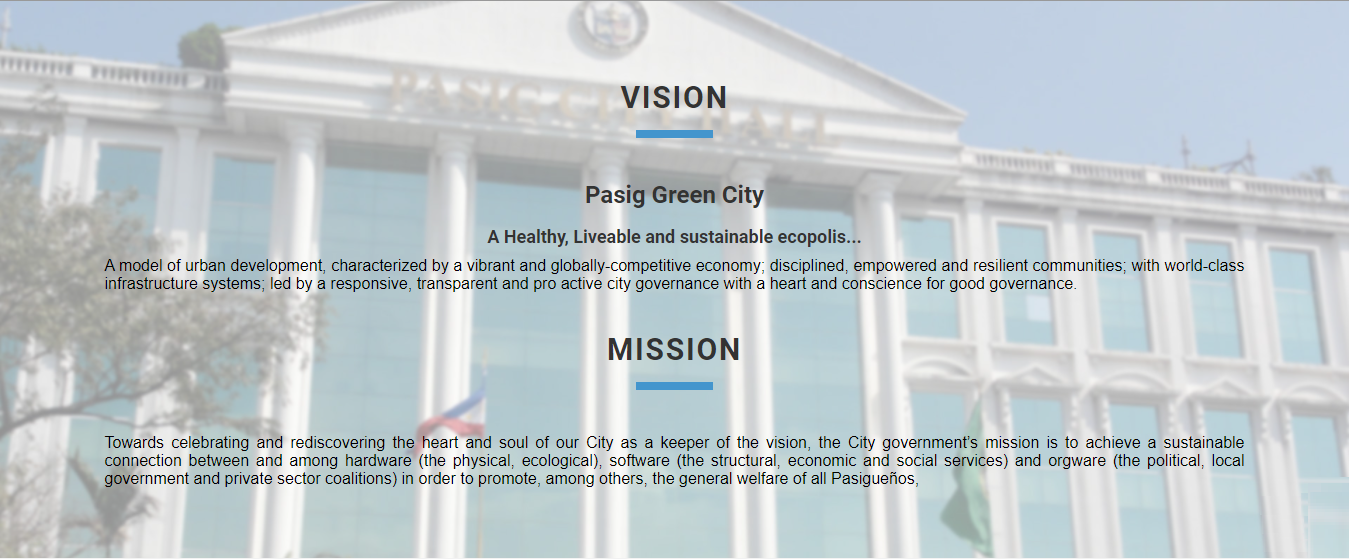 PASIG CITY HALL
VISION
Pasig Green City
A Healthy, Liveable and sustainable ecopolis...
A model of urban development, characterized by a vibrant and globally-competitive economy; disciplined, empowered and resilient communities; with world-class
infrastructure systems; led by a responsive, transparent and pro active city governance with a heart and conscience for good governance.
MISSION
Towards celebrating and rediscovering the heart and soul of our City as a keeper of the vision, the City government's mission is to achieve a sustainable
connection between and among hardware (the physical, ecological), software (the structural, economic and social services) and orgware (the political, local
government and private sector coalitions) in order to promote, among others, the general welfare of all Pasigueños,